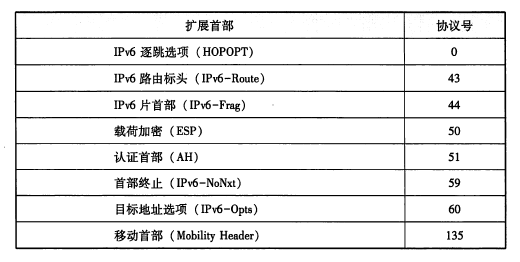 扩展首部 协议号
IPv6 逐跳选项（HOPOPT） 0
IPv6 路由标头（IPv6-Route） 43
IPv6 片首部（IPv6-Frag） 44
载荷加密（ESP） 50
认证首部（AH） 51
首部终止（IPv6-NoNxt） 59
目标地址选项（IPv6-Opts） 60
移动首部（Mobility Header） 135